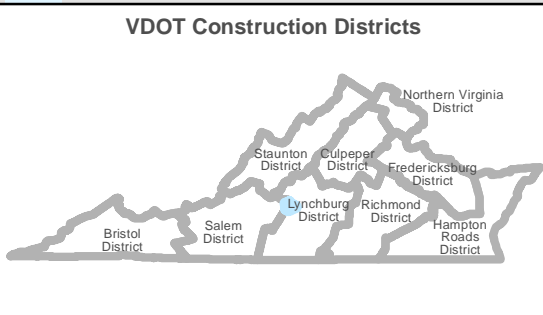 VDOT Construction Districts
Northern Virginia
District
Staunton
District
Culpeper
District
Fredericksburg
District
Lynchburg
District
Richmond
District
Salem
District
Bristol
District
Hampton
Roads
District